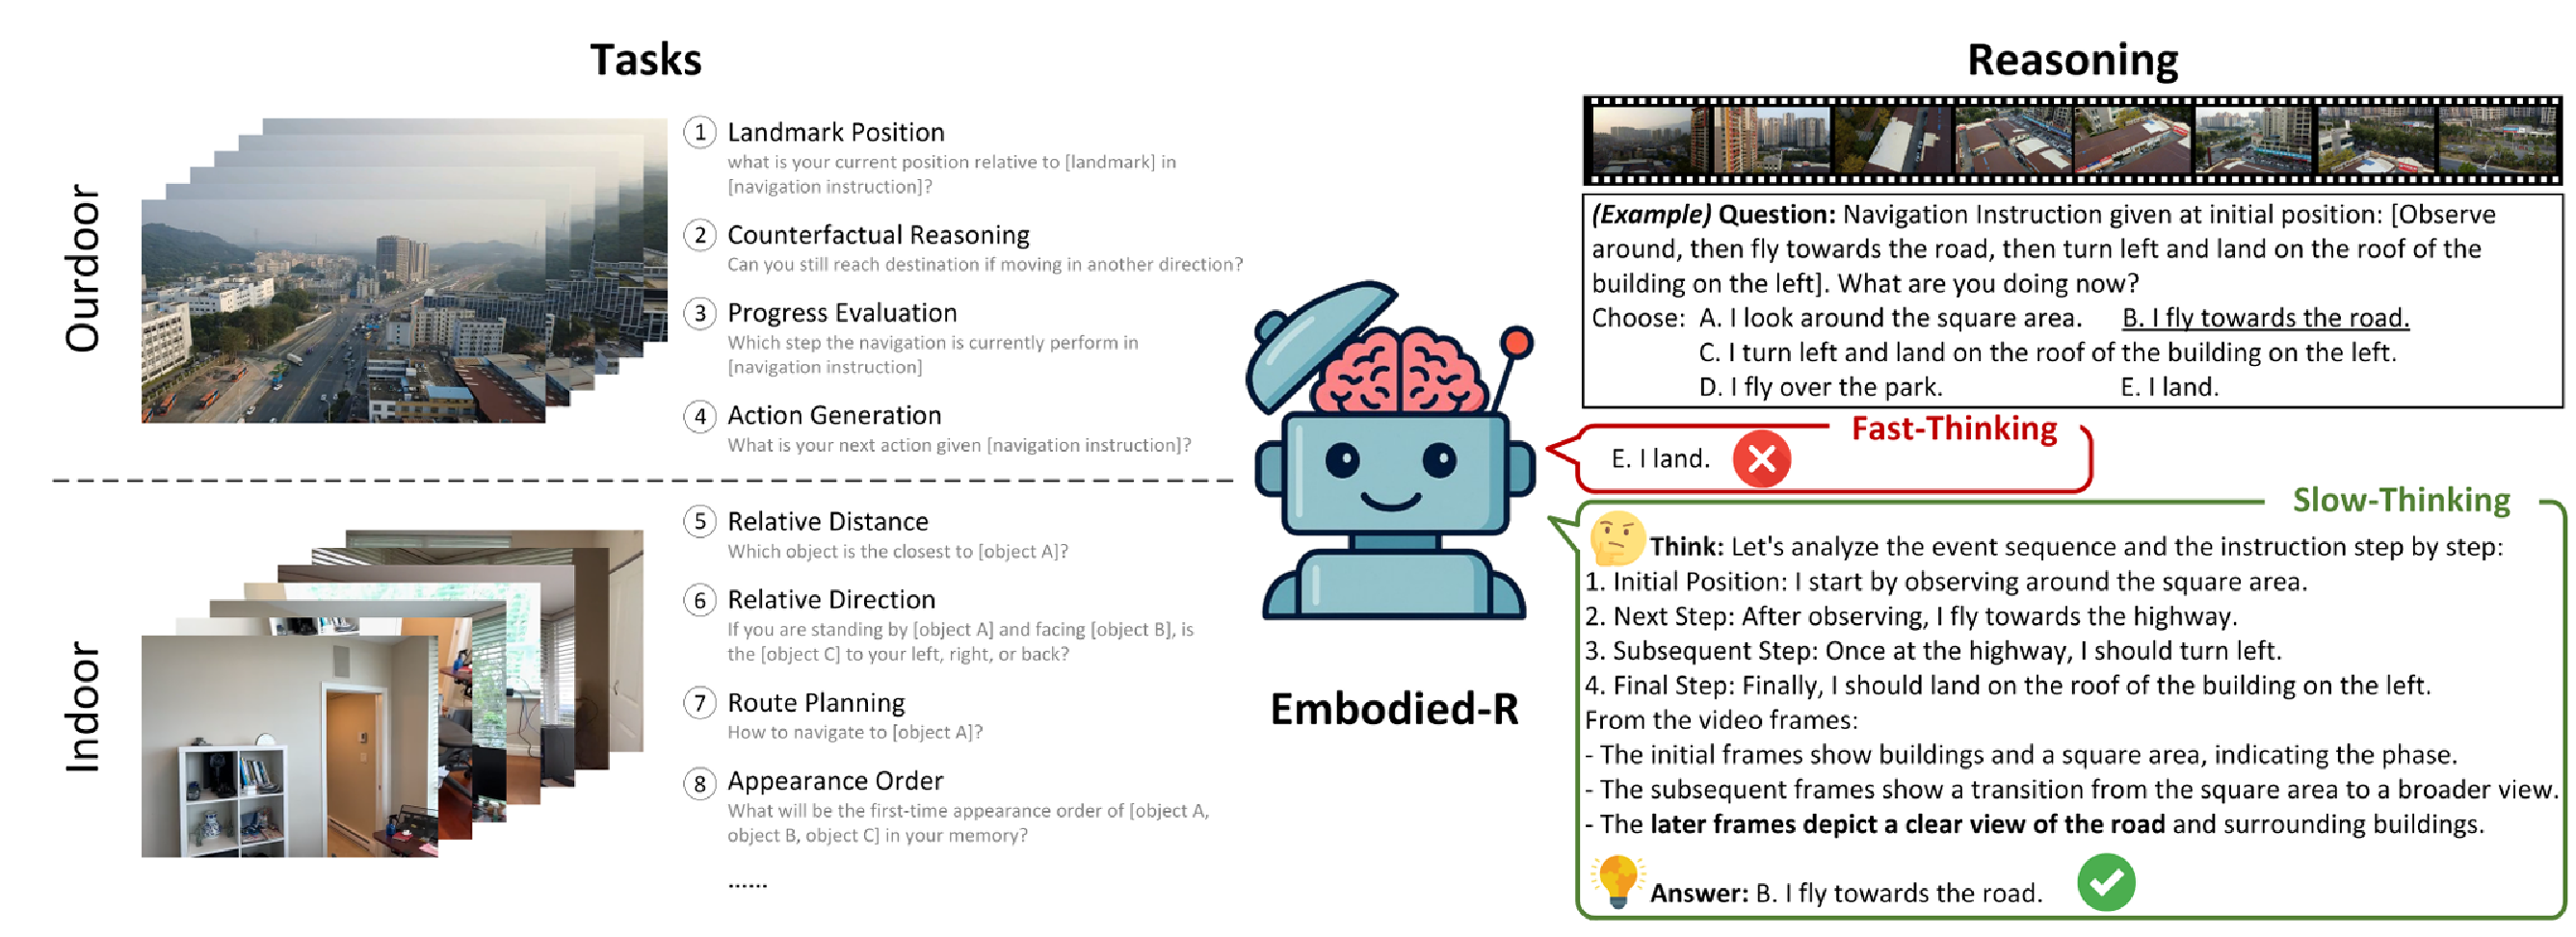 Tasks
Ourdoor
1 Landmark Position
what is your current position relative to [landmark] in
[navigation instruction]?
2 Counterfactual Reasoning
Can you still reach destination if moving in another direction?
3 Progress Evaluation
Which step the navigation is currently perform in
[navigation instruction]
4 Action Generation
What is your next action given [navigation instruction]?
Indoor
5 Relative Distance
Which object is the closest to [object A]?
6 Relative Direction
If you are standing by [object A] and facing [object B], is
the [object C] to your left, right, or back?
7 Route Planning
How to navigate to [object A]?
8 Appearance Order
What will be the first-time appearance order of [object A,
object B, object C] in your memory?
......
Embodied-R
Reasoning
(Example) Question: Navigation Instruction given at initial position: [Observe
around, then fly towards the road, then turn left and land on the roof of the
building on the left]. What are you doing now?
Choose: A. I look around the square area. B. I fly towards the road.
C. I turn left and land on the roof of the building on the left.
D. I fly over the park. E. I land.
Fast-Thinking
E. I land.
Slow-Thinking
Think: Let's analyze the event sequence and the instruction step by step:
1. Initial Position: I start by observing around the square area.
2. Next Step: After observing, I fly towards the highway.
3. Subsequent Step: Once at the highway, I should turn left.
4. Final Step: Finally, I should land on the roof of the building on the left.
From the video frames:
- The initial frames show buildings and a square area, indicating the phase.
- The subsequent frames show a transition from the square area to a broader view.
- The later frames depict a clear view of the road and surrounding buildings.
Answer: B. I fly towards the road.